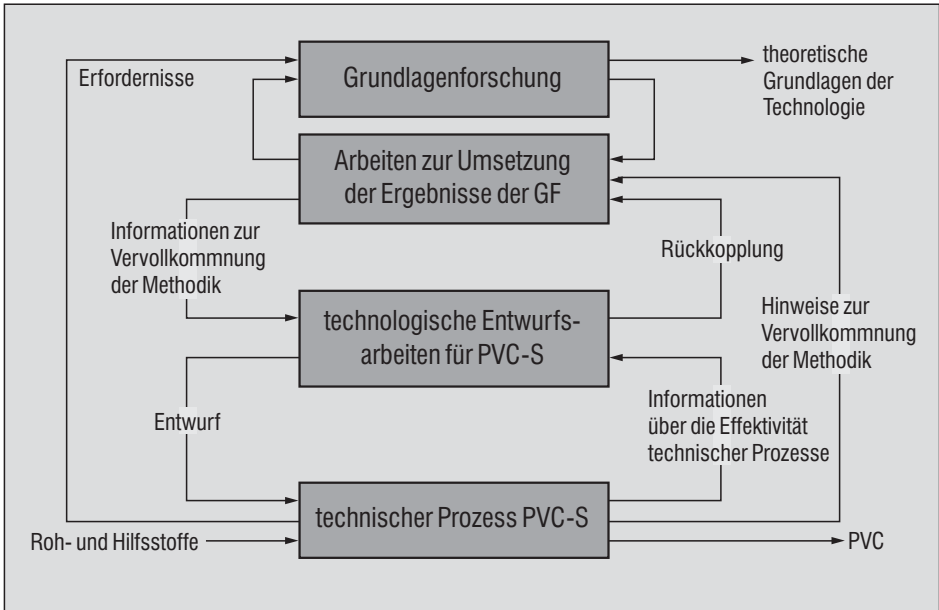 Erfordernisse
Grundlagenforschung
theoretische
Grundlagen der
Technologie
Arbeiten zur Umsetzung
der Ergebnisse der GF
Informationen zur
Vervollkommnung
der Methodik
Rückkopplung
technologische Entwurfs-
arbeiten für PVC-S
Hinweise zur
Vervollkommnung
der Methodik
Entwurf
Informationen
über die Effektivität
technischer Prozesse
technischer Prozess PVC-S
Roh- und Hilfsstoffe
PVC